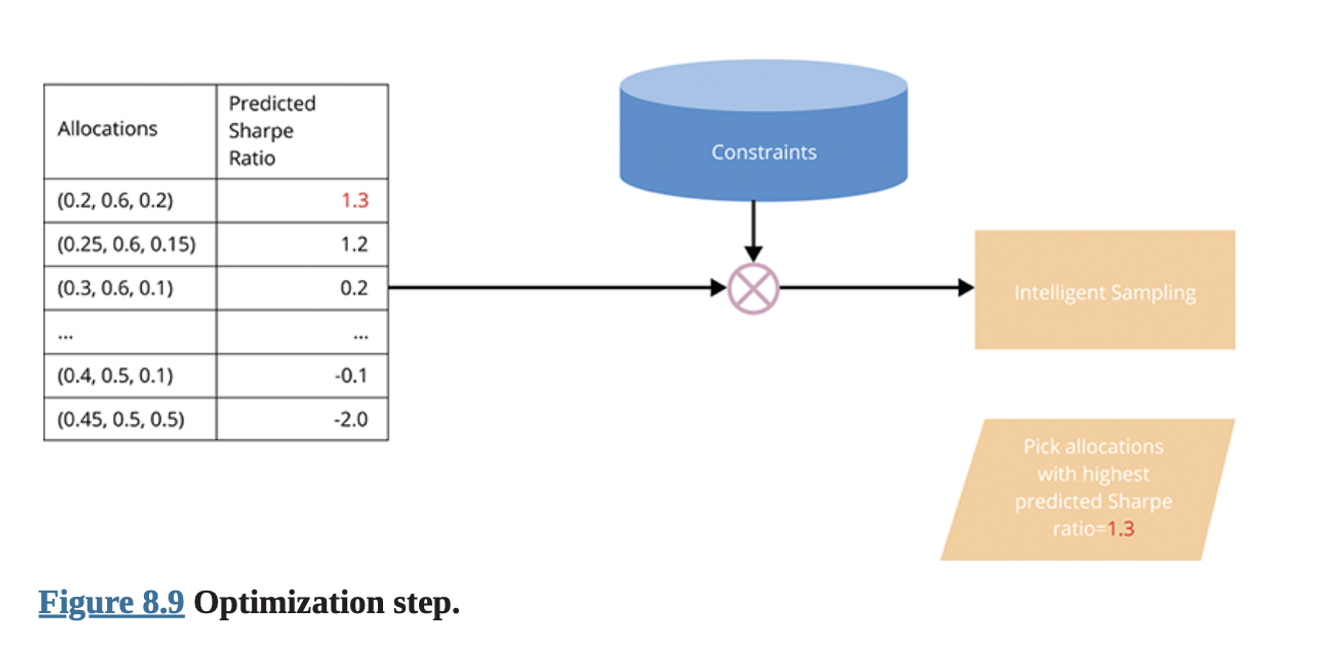 Allocations
Predicted
Sharpe
Ratio
(0.2, 0.6, 0.2) 1.3
(0.25, 0.6, 0.15) 1.2
(0.3, 0.6, 0.1) 0.2
... ...
(0.4, 0.5, 0.1) -0.1
(0.45, 0.5, 0.5) -2.0
Constraints
Intelligent Sampling
Pick allocations
with highest
predicted Sharpe
ratio=1.3
Figure 8.9 Optimization step.